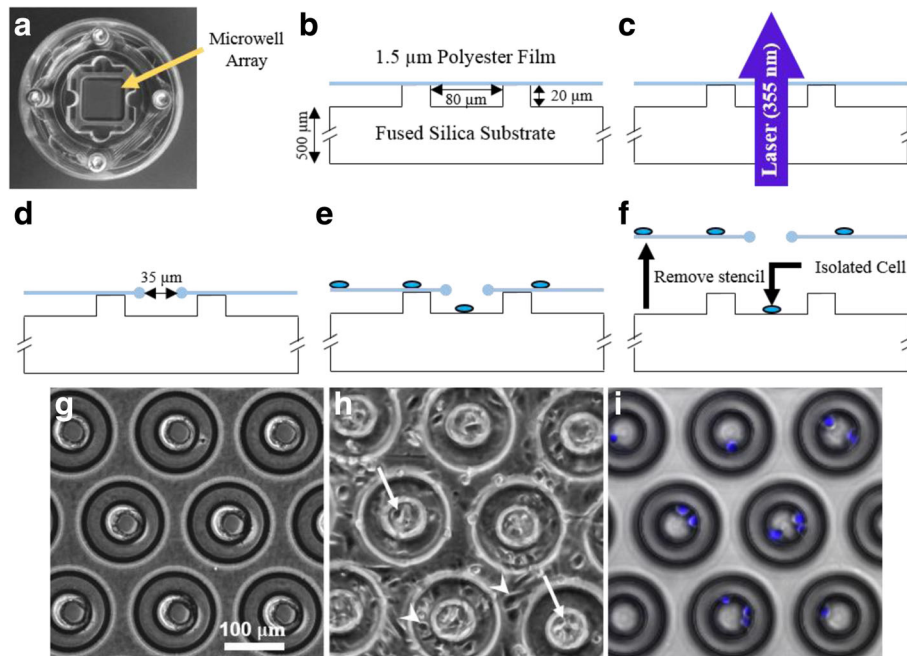 a
Microwell
Array
b
1.5 µm Polyester Film
80 µm
20 µm
500 µm
Fused Silica Substrate
c
Laser (355 nm)
d
35 µm
e
f
Remove stencil
Isolated Cell
g
100 µm
h
i